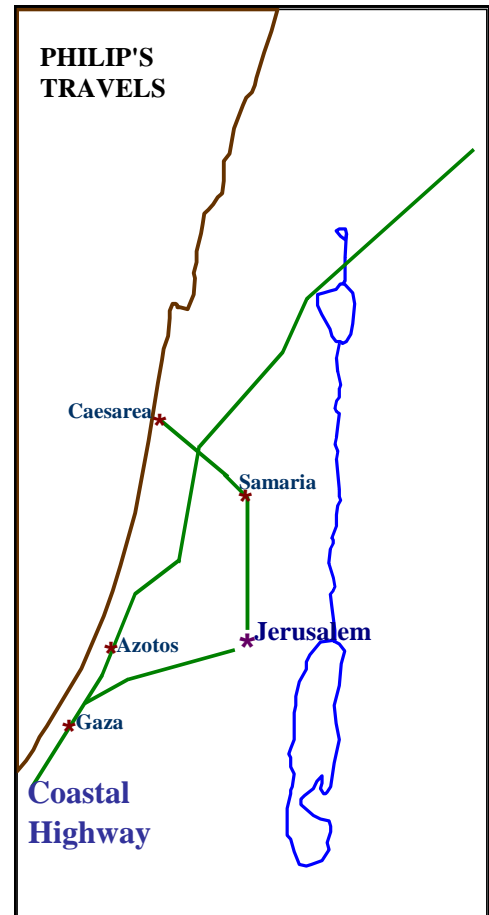 PHILIP'S
TRAVELS
Caesarea
Samaria
Jerusalem
Azotos
Gaza
Coastal
Highway